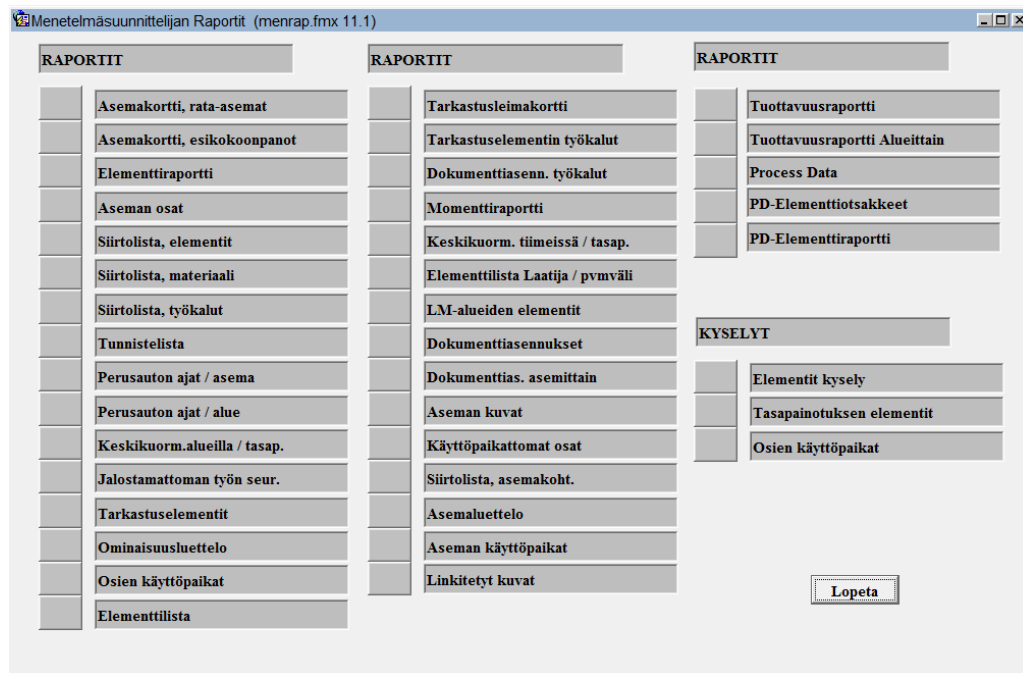 Menetelmäsuunnittelijan Raportit (menrap.fmx 11.1)
RAPORTIT
Asemakortti, rata-asemat
Asemakortti, esikokoonpanot
Elementtiraportti
Aseman osat
Siirtolista, elementit
Siirtolista, materiaali
Siirtolista, työkalut
Tunnistelista
Perusauton ajat / asema
Perusauton ajat / alue
Keskikuorm.alueilla / tasap.
Jalostamattoman työn seur.
Tarkastuselementit
Ominaisuusluettelo
Osien käyttöpaikat
Elementtilista
RAPORTIT
Tarkastusleimakortti
Tarkastuselementin työkalut
Dokumenttiasenn. työkalut
Momenttiraportti
Keskikuorm. tiimeissä / tasap.
Elementtilista Laatija / pvmväli
LM-alueiden elementit
Dokumenttiasennukset
Dokumenttias. asemittain
Aseman kuvat
Käyttöpaikattomat osat
Siirtolista, asemakoht.
Asemaluettelo
Aseman käyttöpaikat
Linkitetyt kuvat
RAPORTIT
Tuottavuusraportti
Tuottavuusraportti Alueittain
Process Data
PD-Elementtiotsakkeet
PD-Elementtiraportti
KYSELYT
Elementit kysely
Tasapainotuksen elementit
Osien käyttöpaikat
Lopeta